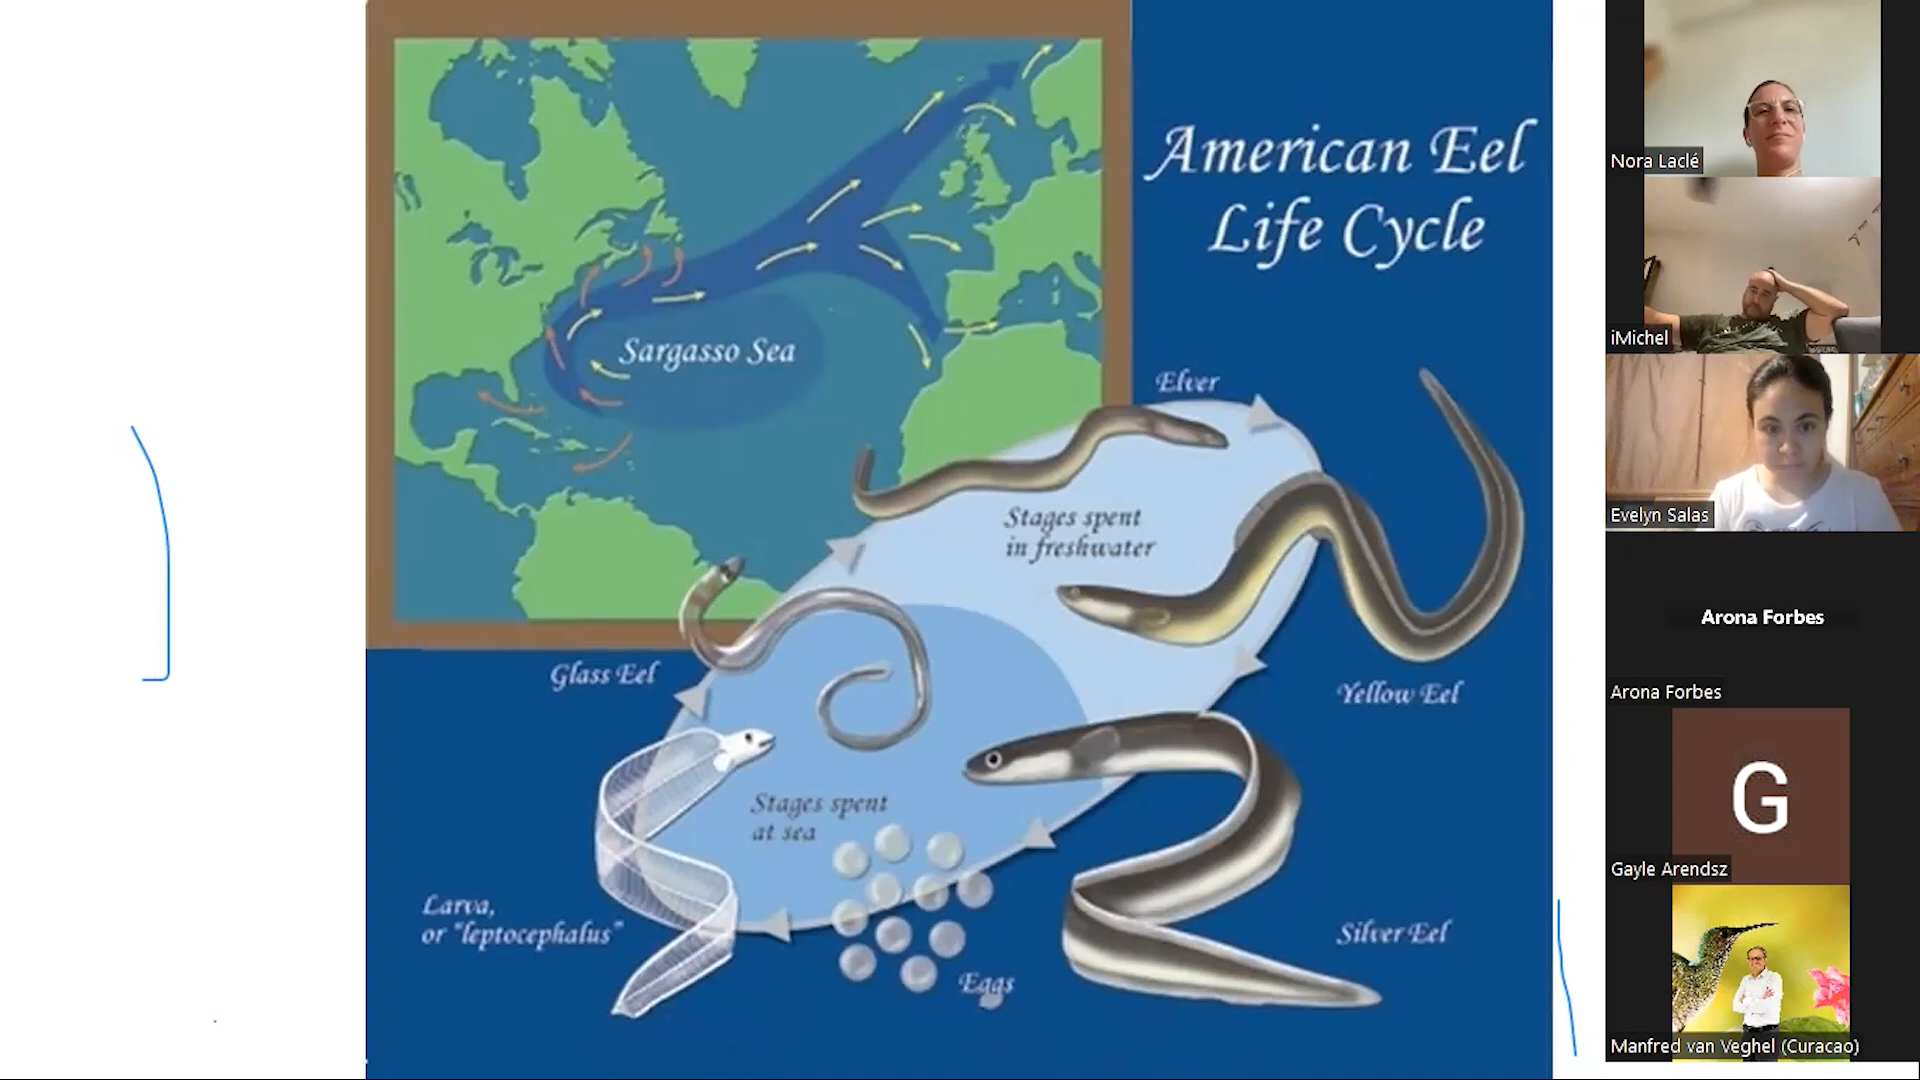 American Eel
Life Cycle
Sargasso Sea
Elver
Stages spent
in freshwater
Glass Eel
Yellow Eel
Stages spent
at sea
Larva,
or "leptocephalus"
Silver Eel
Eggs
Nora Laclé
iMichel
Evelyn Salas
Arona Forbes
Arona Forbes
G
Gayle Arendsz
Manfred van Veghel (Curacao)